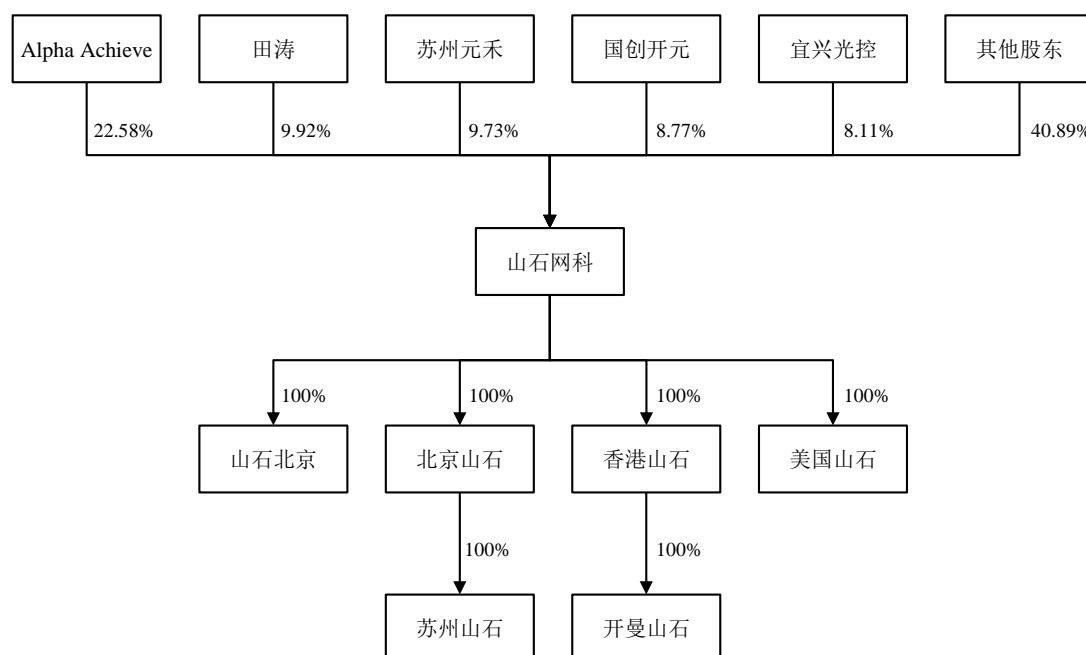 Alpha Achieve
田涛
苏州元禾
国创开元
宜兴光控
其他股东
22.58%
9.92%
9.73%
8.77%
8.11%
40.89%
山石网科
100%
100%
100%
100%
山石北京
北京山石
香港山石
美国山石
100%
100%
苏州山石
开曼山石